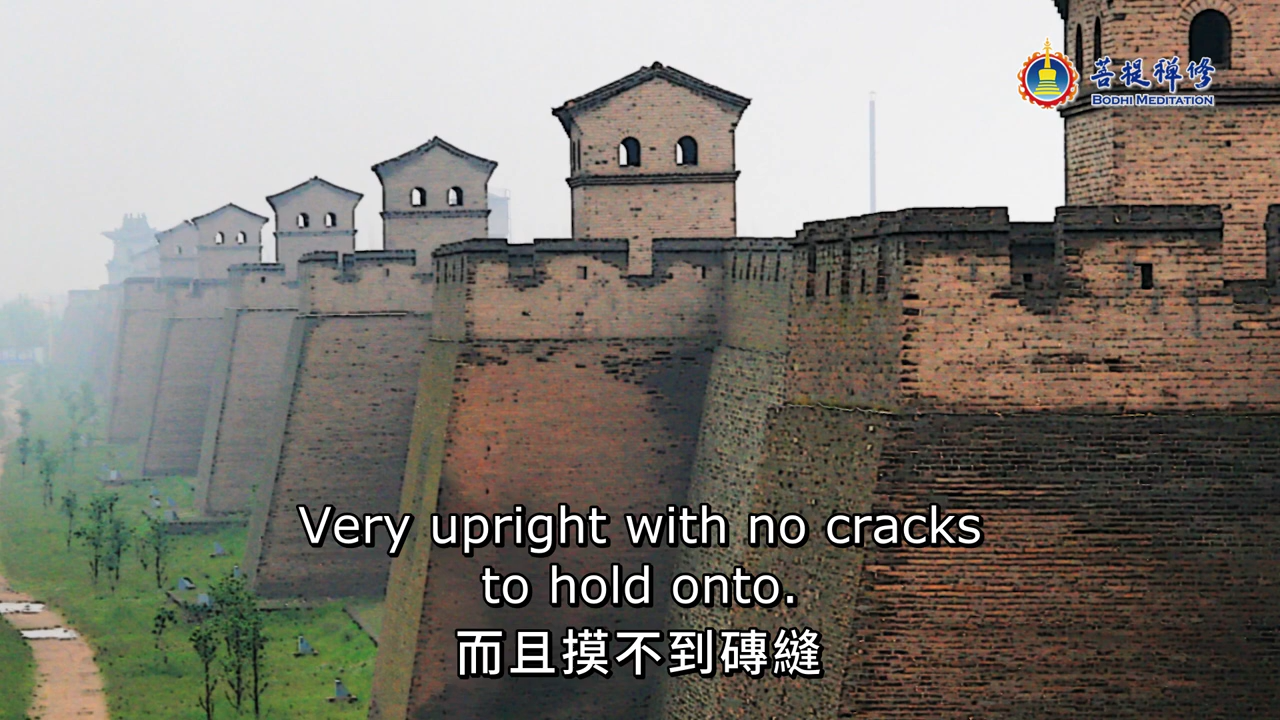 菩提禪修
BODHI MEDITATION
Very upright with no cracks
to hold onto.
而且摸不到磚縫